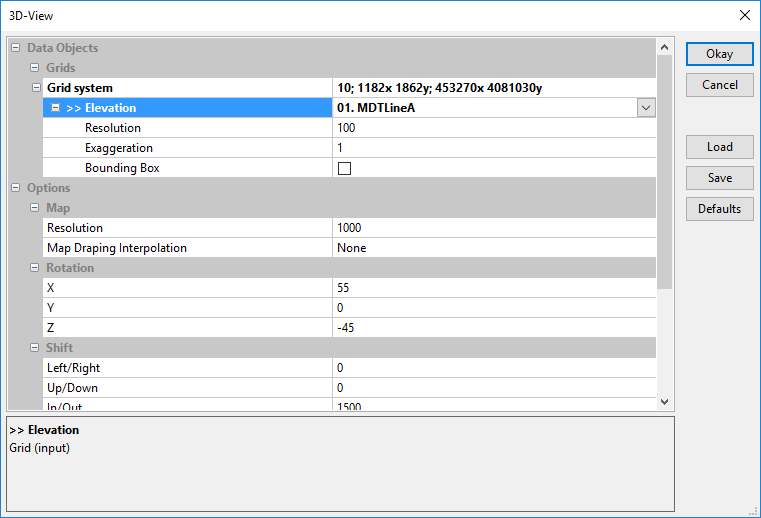 3D-View
Data Objects
Okay
Grids
Grid system 10; 1182x 1862y; 453270x 4081030y
Cancel
>> Elevation 01. MDTLineA
Resolution 100
Exaggeration 1
Load
Bounding Box
Save
Options
Map
Defaults
Resolution 1000
Map Draping Interpolation None
Rotation
X 55
Y 0
Z -45
Shift
Left/Right 0
Up/Down 0
In/Out 1500
>> Elevation
Grid (input)